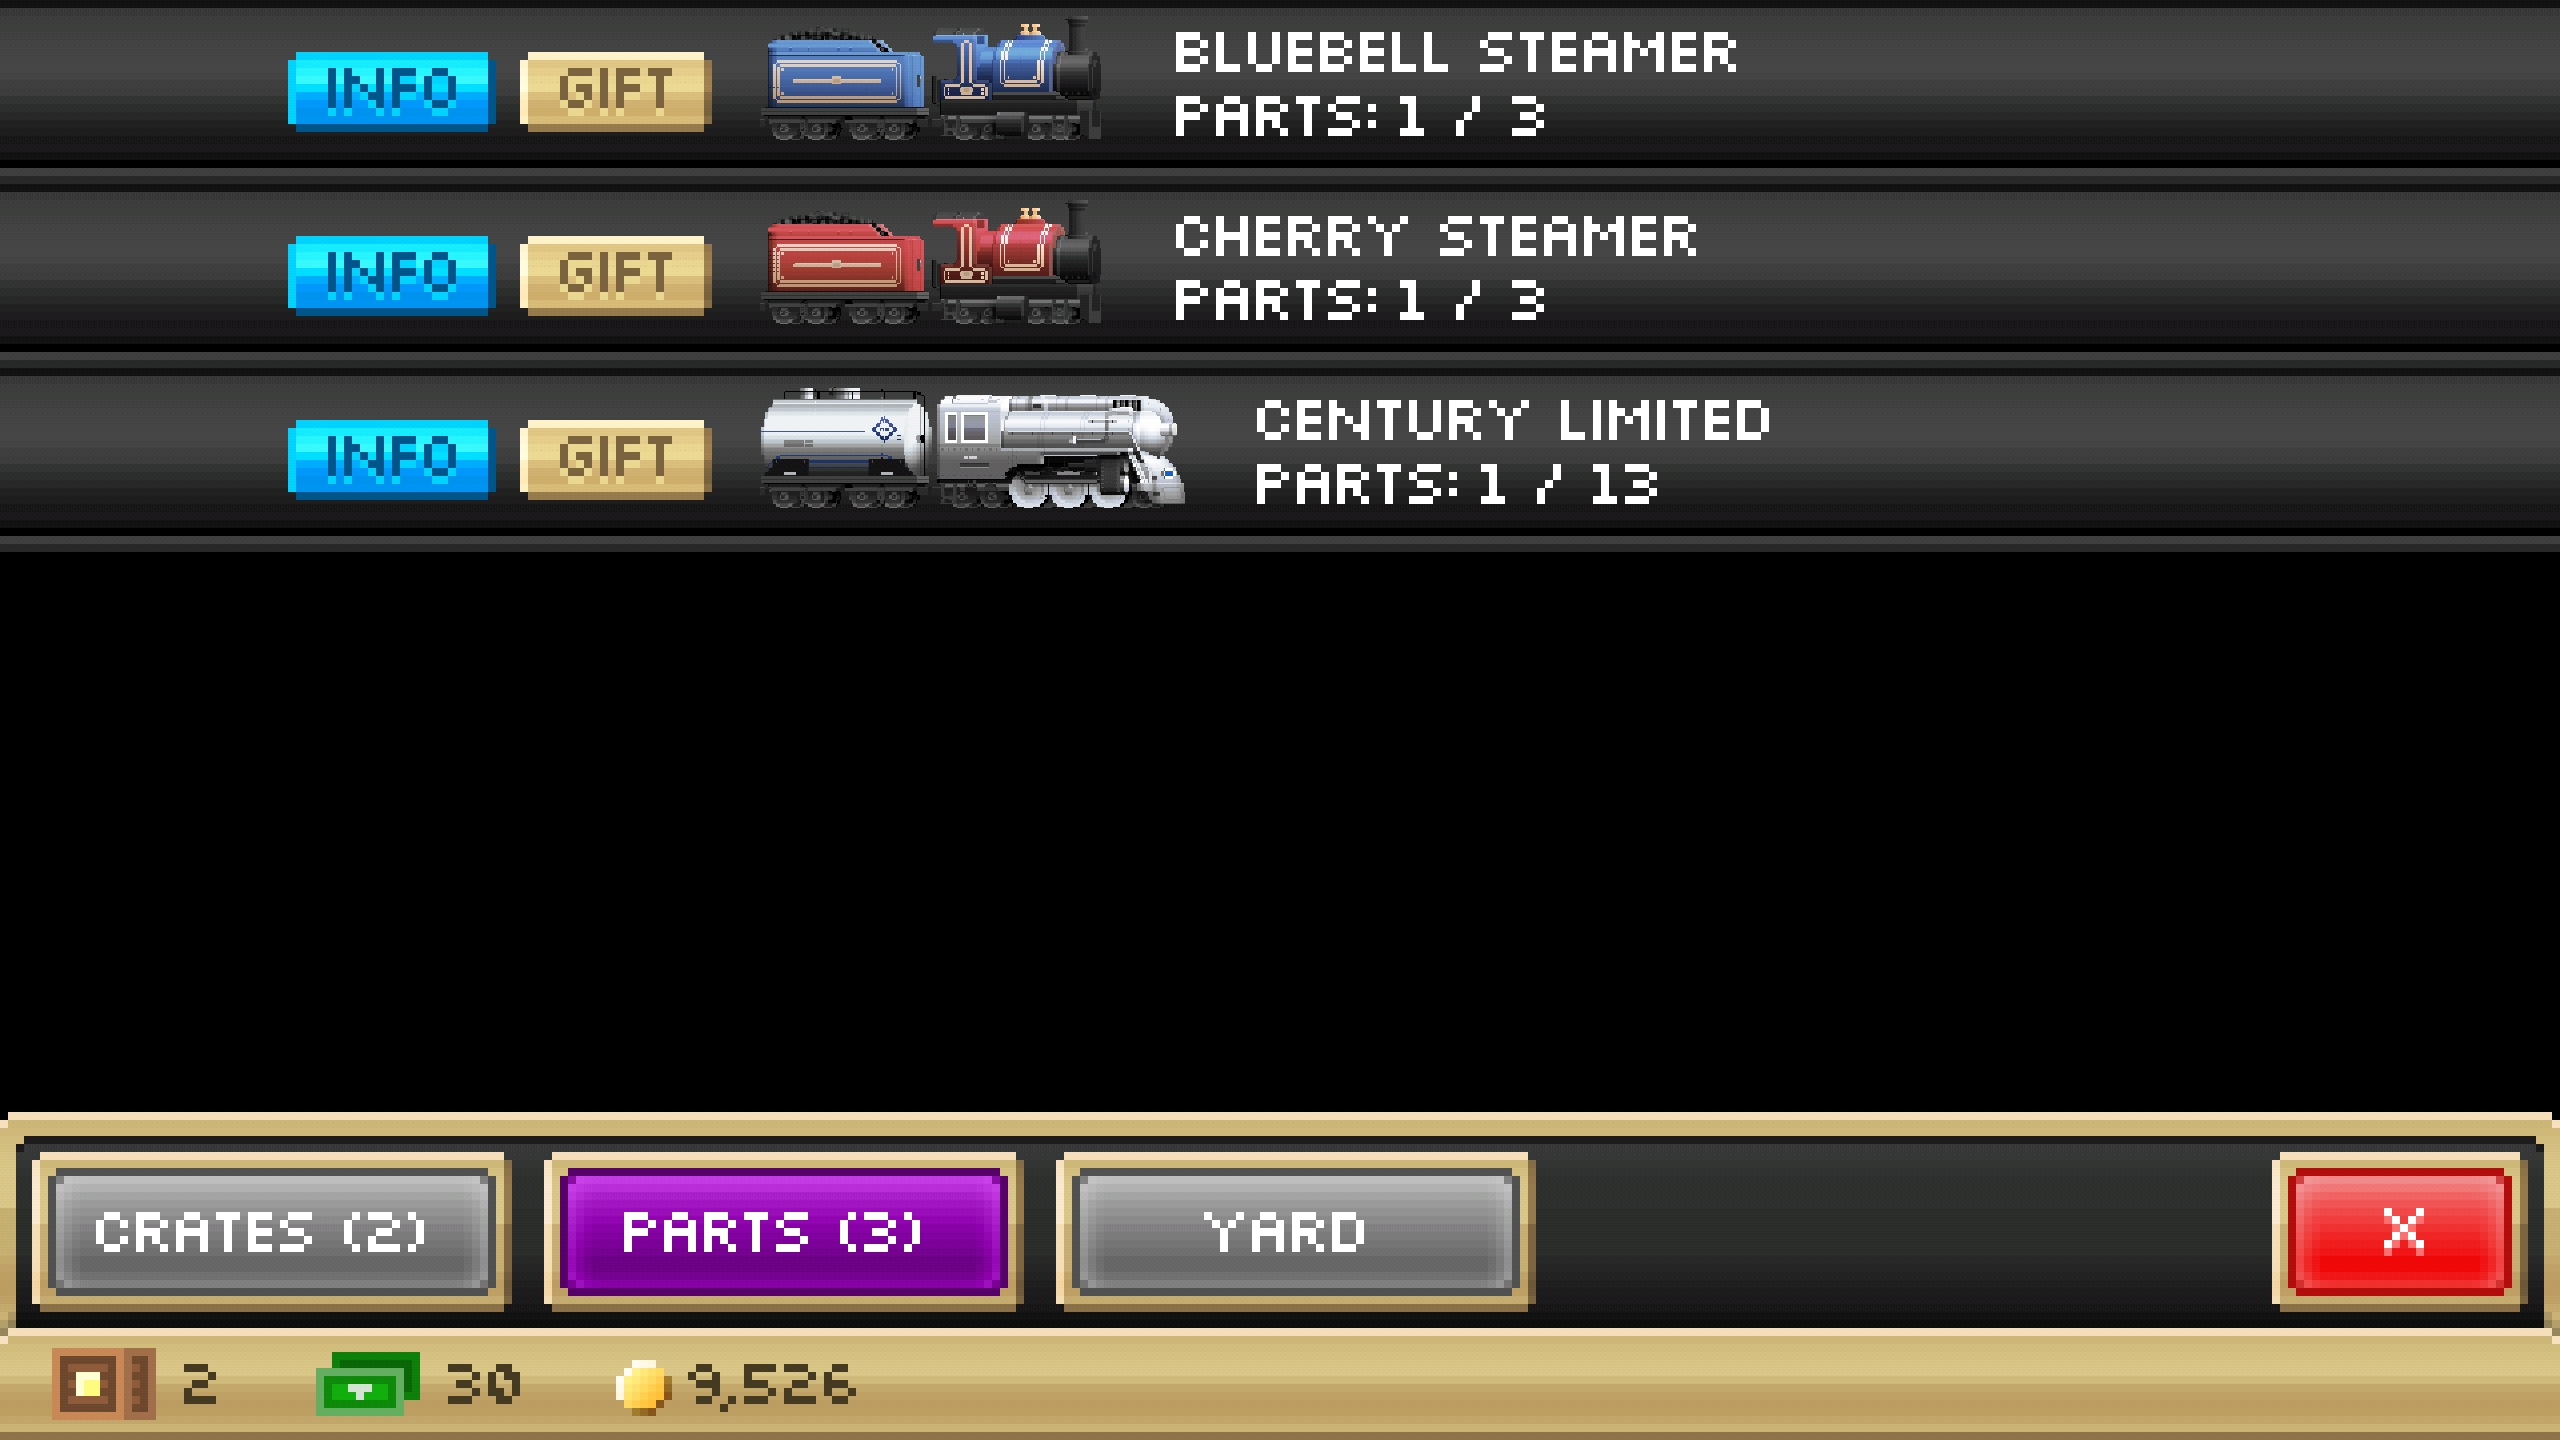 INFO GIFT BLUEBELL STEAMER
PARTS: 1 / 3
INFO GIFT CHERRY STEAMER
PARTS: 1 / 3
INFO GIFT CENTURY LIMITED
PARTS: 1 / 13
CRATES (2) PARTS (3) YARD X
2 30 9,526